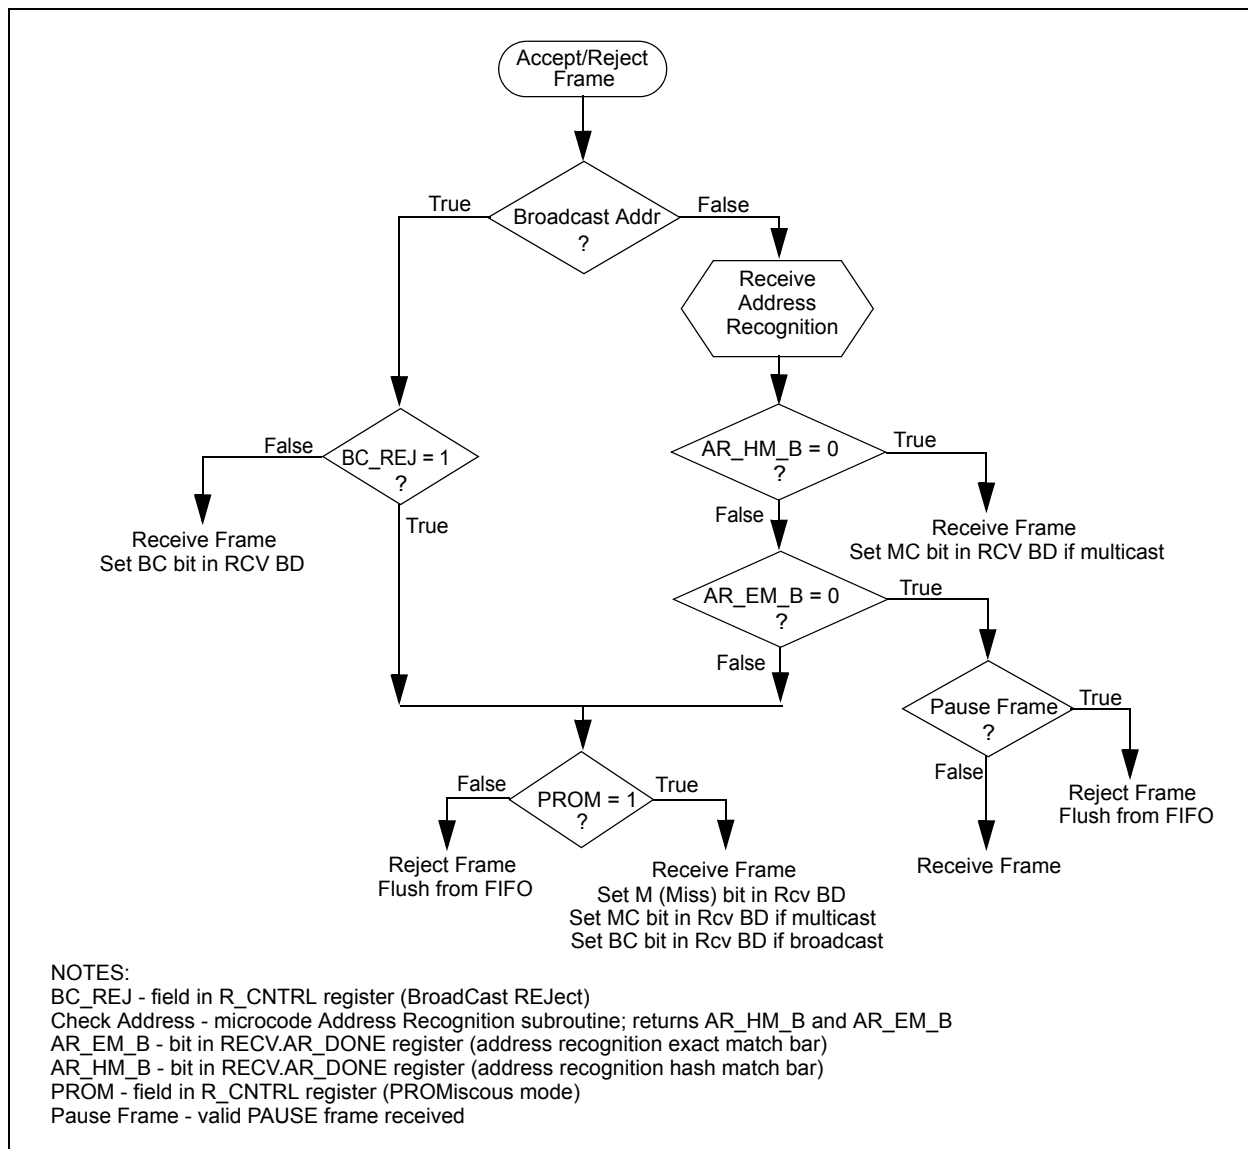 Accept/Reject
Frame
True
Broadcast Addr
?
False
Receive
Address
Recognition
False
BC_REJ = 1
?
True
AR_HM_B = 0
?
True
False
Receive Frame
Set BC bit in RCV BD
Receive Frame
Set MC bit in RCV BD if multicast
AR_EM_B = 0
?
True
False
Pause Frame
?
True
False
False
PROM = 1
?
True
Reject Frame
Flush from FIFO
Receive Frame
Reject Frame
Flush from FIFO
Receive Frame
Set M (Miss) bit in Rcv BD
Set MC bit in Rcv BD if multicast
Set BC bit in Rcv BD if broadcast
NOTES:
BC_REJ - field in R_CNTRL register (BroadCast REJect)
Check Address - microcode Address Recognition subroutine; returns AR_HM_B and AR_EM_B
AR_EM_B - bit in RECV.AR_DONE register (address recognition exact match bar)
AR_HM_B - bit in RECV.AR_DONE register (address recognition hash match bar)
PROM - field in R_CNTRL register (PROMiscous mode)
Pause Frame - valid PAUSE frame received